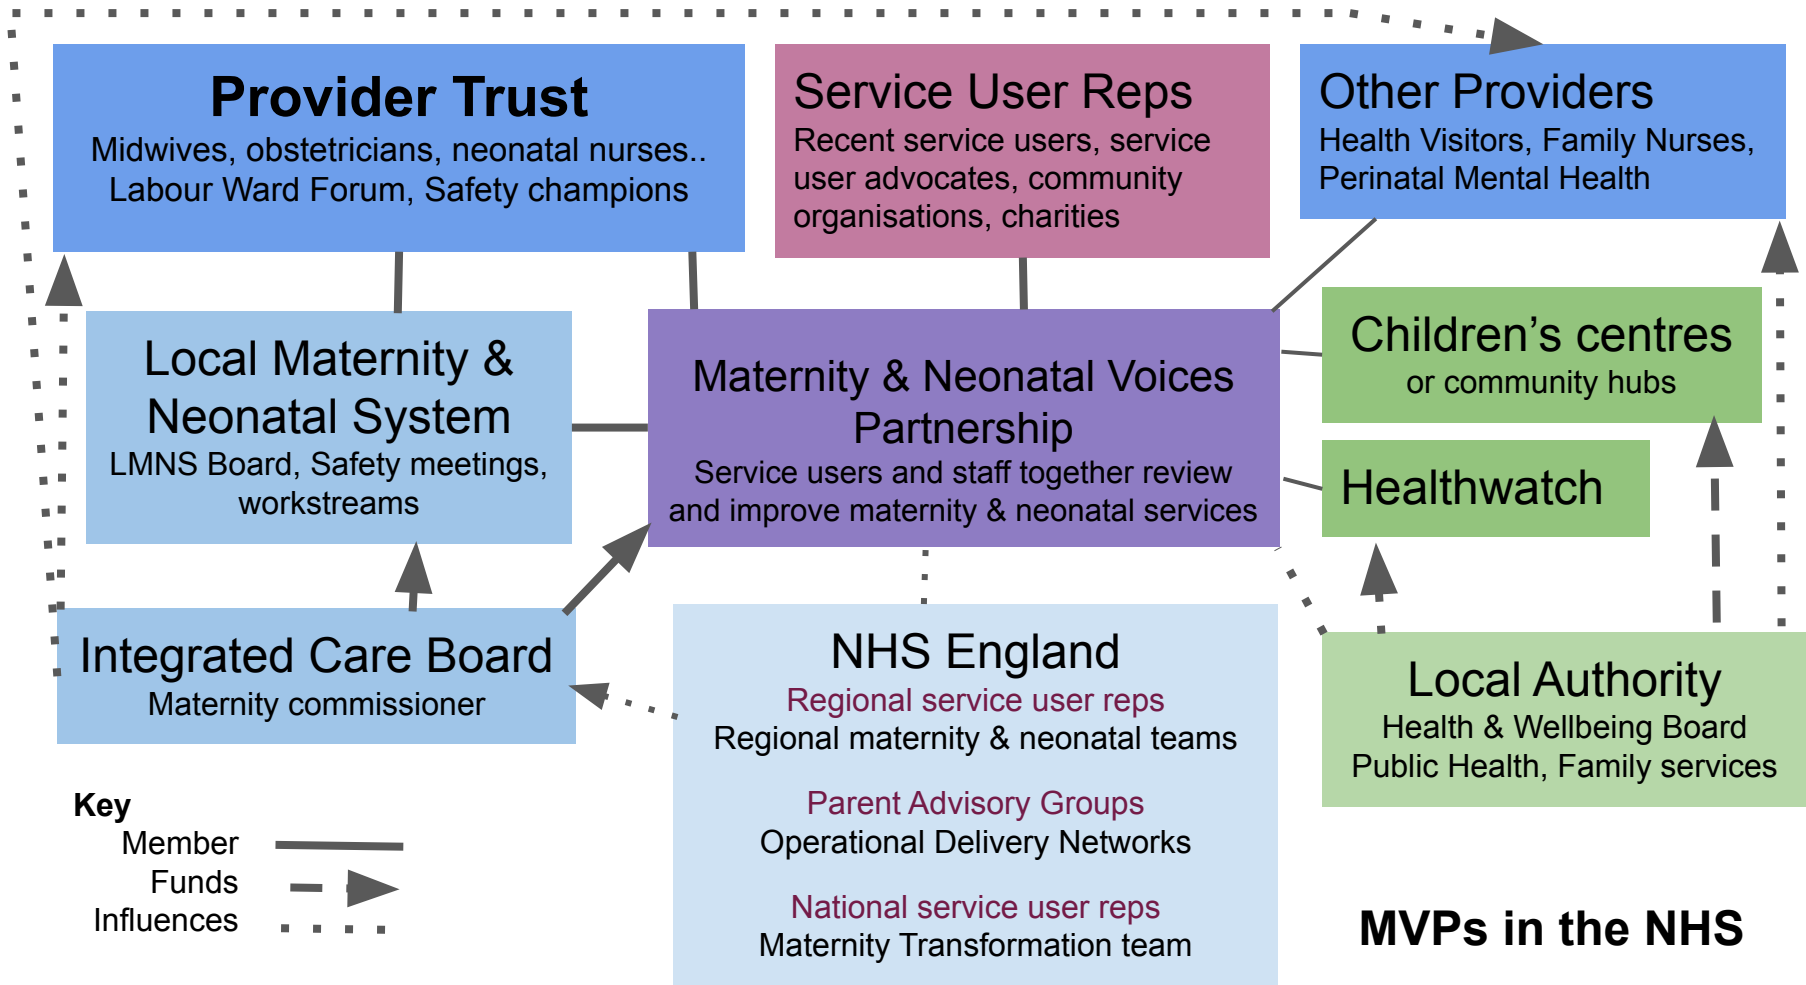 Provider Trust
Midwives, obstetricians, neonatal nurses..
Labour Ward Forum, Safety champions
Service User Reps
Recent service users, service
user advocates, community
organisations, charities
Other Providers
Health Visitors, Family Nurses,
Perinatal Mental Health
Local Maternity &
Neonatal System
LMNS Board, Safety meetings,
workstreams
Maternity & Neonatal Voices
Partnership
Service users and staff together review
and improve maternity & neonatal services
Children’s centres
or community hubs
Healthwatch
Integrated Care Board
Maternity commissioner
NHS England
Regional service user reps
Regional maternity & neonatal teams
Parent Advisory Groups
Operational Delivery Networks
National service user reps
Maternity Transformation team
Local Authority
Health & Wellbeing Board
Public Health, Family services
Key
Member
Funds
Influences
MVPs in the NHS